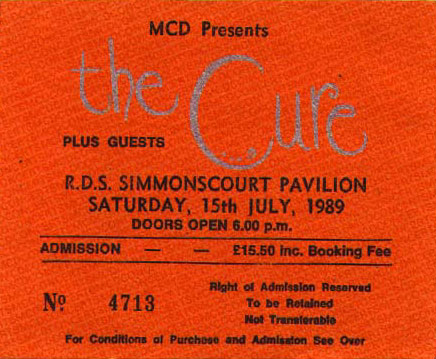 MCD Presents
the Cure
PLUS GUESTS
R.D.S. SIMMONSCOURT PAVILION
SATURDAY, 15th JULY, 1989
DOORS OPEN 6.00 p.m.
ADMISSION — — £15.50 Inc. Booking Fee
Right of Admission Reserved
Nº 4713 To be Retained
Not Transferable
For Conditions of Purchase and Admission See Over